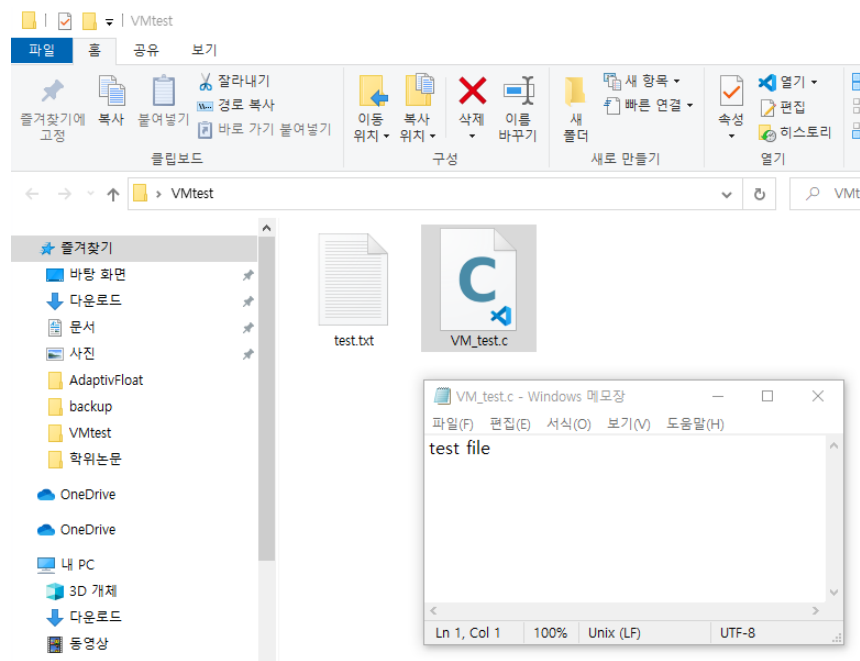 VMtest
파일 홈 공유 보기
즐겨찾기에 고정
복사
붙여넣기
잘라내기
경로 복사
바로 가기 붙여넣기
클립보드
이동 위치
복사 위치
삭제
이름 바꾸기
구성
새 폴더
새 항목
빠른 연결
새로 만들기
속성
열기
편집
히스토리
열기
VMtest
VMt
즐겨찾기
바탕 화면
다운로드
문서
사진
AdaptivFloat
backup
VMtest
학위논문
OneDrive
OneDrive
내 PC
3D 개체
다운로드
동영상
test.txt
C
VM_test.c
VM_test.c - Windows 메모장
파일(F) 편집(E) 서식(O) 보기(V) 도움말(H)
test file
Ln 1, Col 1 100% Unix (LF) UTF-8